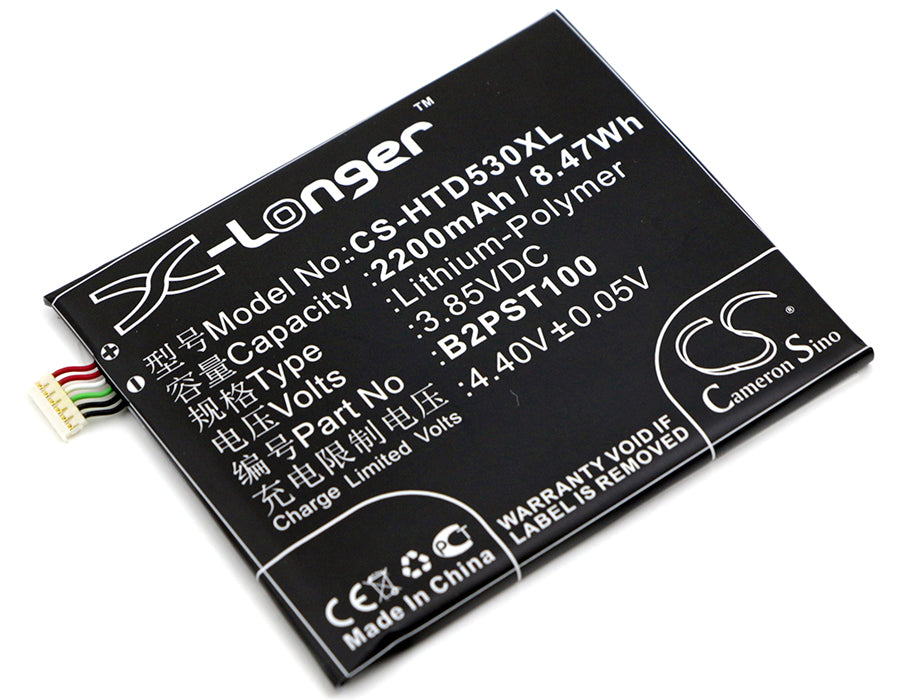 X-Longer™
型号Model No.:CS-HTD530XL
容量Capacity :2200mAh / 8.47Wh
规格Type :Lithium-Polymer
电压Volts :3.85VDC
编号Part No :B2PST100
充电限制电压 :4.40V±0.05V
Charge Limited Volts
CS
Cameron Sino
WARRANTY VOID IF
LABEL IS REMOVED
CE PCT
Made In China